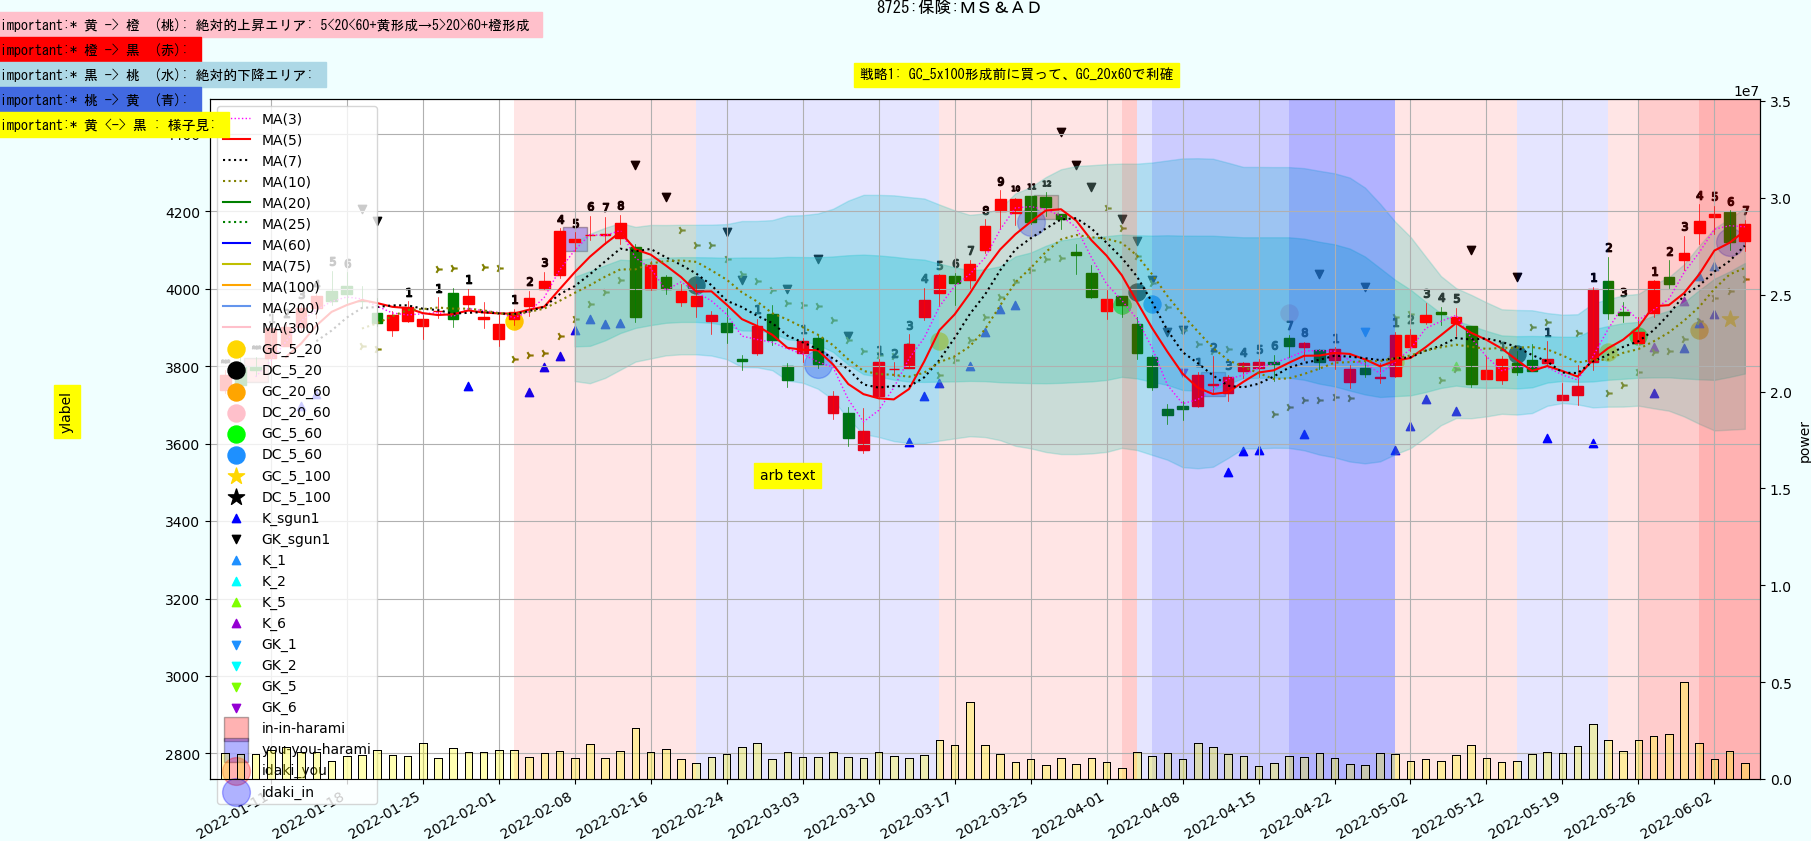 8725:保険:MS&AD
important:* 黄 -> 橙 (桃): 絶対的上昇エリア: 5<20<60+黄形成→5>20>60+橙形成
important:* 橙 -> 黒 (赤):
important:* 黒 -> 桃 (水): 絶対的下降エリア:
戦略1: GC_5x100形成前に買って、GC_20x60で利確
important:* 桃 -> 黄 (青):
important:* 黄 <-> 黒 : 様子見:
1e7
MA(3)
MA(5)
MA(7)
MA(10)
MA(20)
MA(25)
MA(60)
MA(75)
MA(100)
MA(200)
MA(300)
GC_5_20
DC_5_20
GC_20_60
DC_20_60
GC_5_60
DC_5_60
GC_5_100
DC_5_100
K_sgun1
GK_sgun1
K_1
K_2
K_5
K_6
GK_1
GK_2
GK_5
GK_6
in-in-harami
you-you-harami
idaki_you
idaki_in
4200
4000
3800
3600
3400
3200
3000
2800
ylabel
arb text
3.5
3.0
2.5
2.0
1.5
1.0
0.5
0.0
power
2022-01-11
2022-01-18
2022-01-25
2022-02-01
2022-02-08
2022-02-16
2022-02-24
2022-03-03
2022-03-10
2022-03-17
2022-03-25
2022-04-01
2022-04-08
2022-04-15
2022-04-22
2022-05-02
2022-05-12
2022-05-19
2022-05-26
2022-06-02